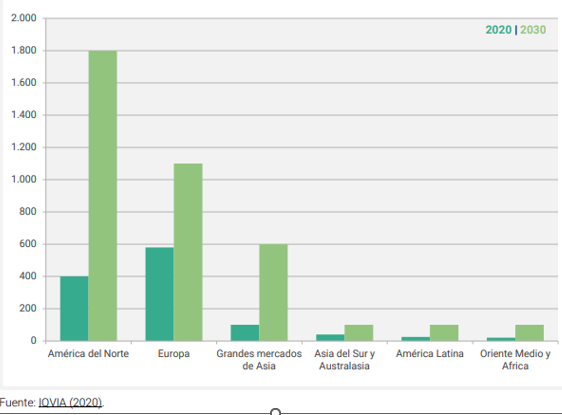 2.000
2020 | 2030
1.800
1.600
1.400
1.200
1.000
800
600
400
200
0
América del Norte
Europa
Grandes mercados
de Asia
Asia del Sur y
Australasia
América Latina
Oriente Medio y
Africa
Fuente: IQVIA (2020).